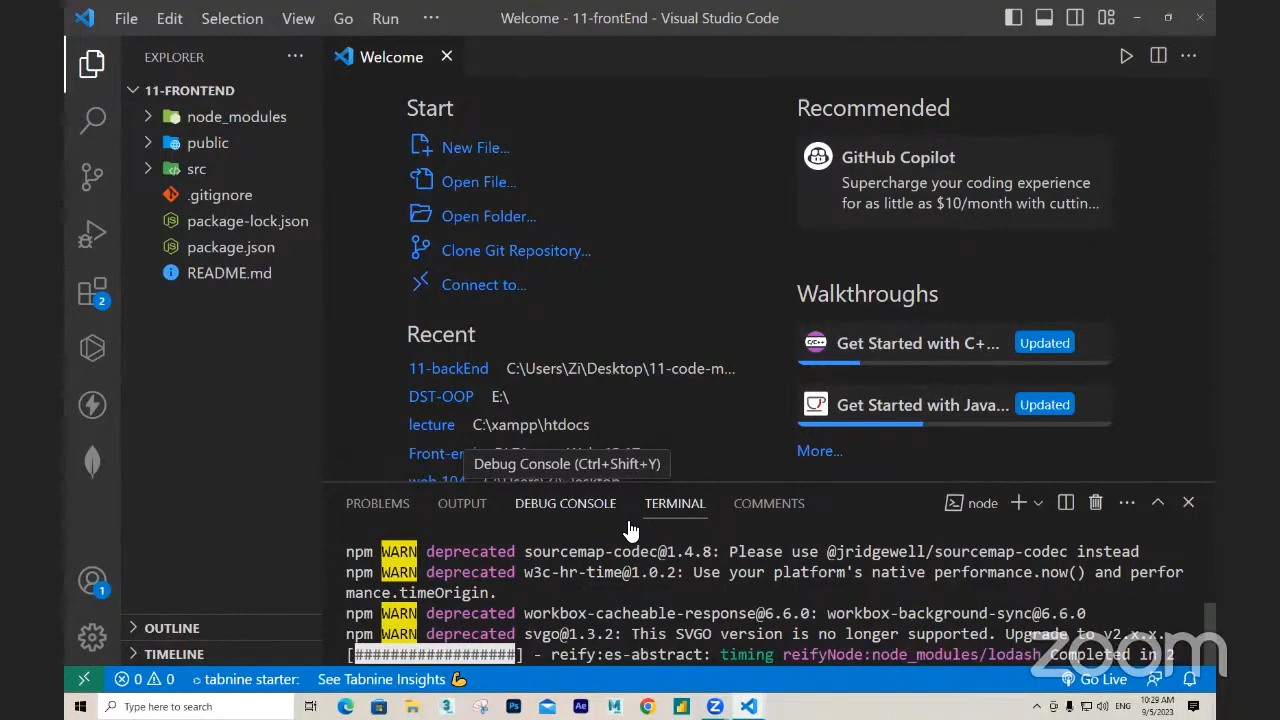 File Edit Selection View Go Run ··· Welcome - 11-frontEnd - Visual Studio Code
EXPLORER ···
11-FRONTEND
node_modules
public
src
.gitignore
package-lock.json
package.json
README.md
OUTLINE
TIMELINE
2
1
Welcome
Start
New File...
Open File...
Open Folder...
Clone Git Repository...
Connect to...
Recent
11-backEnd C:\Users\Zi\Desktop\11-code-m...
DST-OOP E:\
lecture C:\xampp\htdocs
Front-er
Debug Console (Ctrl+Shift+Y)
Recommended
GitHub Copilot
Supercharge your coding experience
for as little as $10/month with cuttin...
Walkthroughs
C/C++
Get Started with C+... Updated
Get Started with Java... Updated
More...
PROBLEMS OUTPUT DEBUG CONSOLE TERMINAL COMMENTS node
npm WARN deprecated sourcemap-codec@1.4.8: Please use @jridgewell/sourcemap-codec instead
npm WARN deprecated w3c-hr-time@1.0.2: Use your platform's native performance.now() and perfor
mance.timeOrigin.
npm WARN deprecated workbox-cacheable-response@6.6.0: workbox-background-sync@6.6.0
npm WARN deprecated svgo@1.3.2: This SVGO version is no longer supported. Upgrade to v2.x.x.
[##################] - reify:es-abstract: timing reifyNode:node_modules/lodash Completed in 2
zoom
0 0 tabnine starter: See Tabnine Insights 💪 Go Live
Type here to search
ENG
10:29 AM
9/5/2023